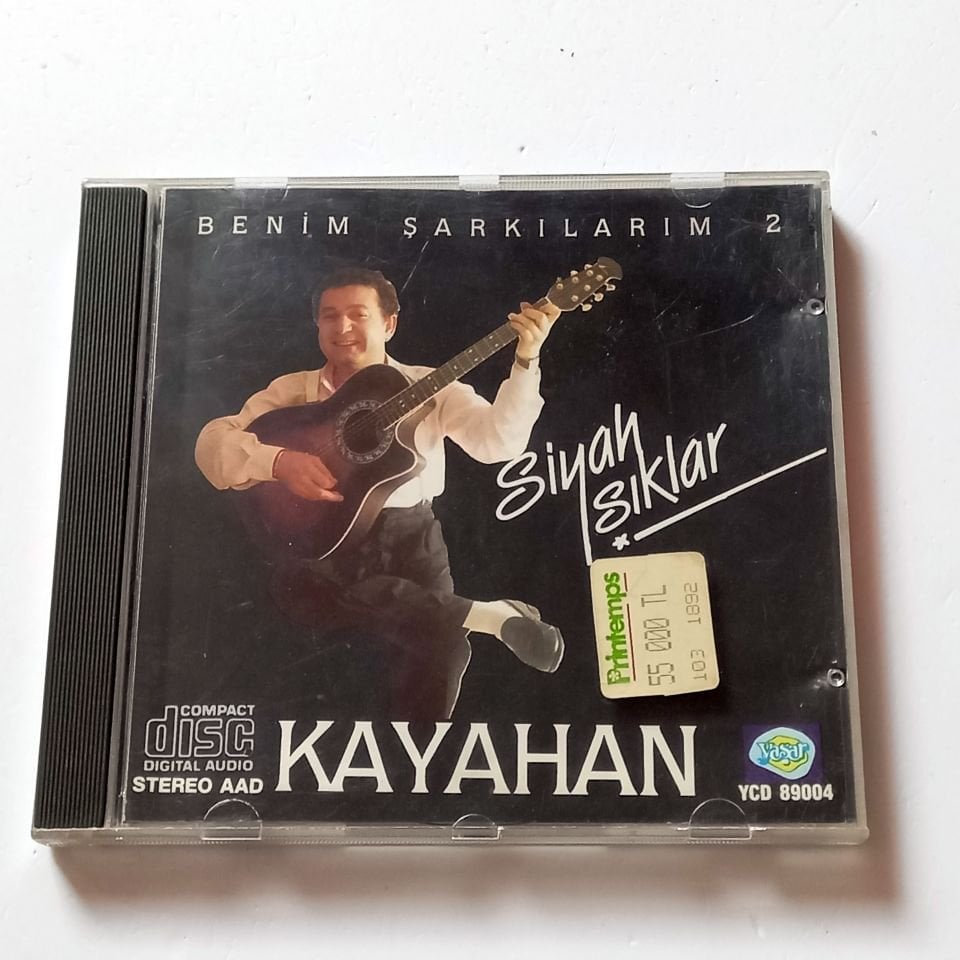 BENİM ŞARKILARIM 2
Siyah
Sıklar
Printemps
55 000 TL
103 1892
COMPACT
disc
DIGITAL AUDIO
STEREO AAD
KAYAHAN
Yaşar
YCD 89004